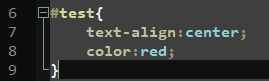 6 #test{
7 text-align:center;
8 color:red;
9 }